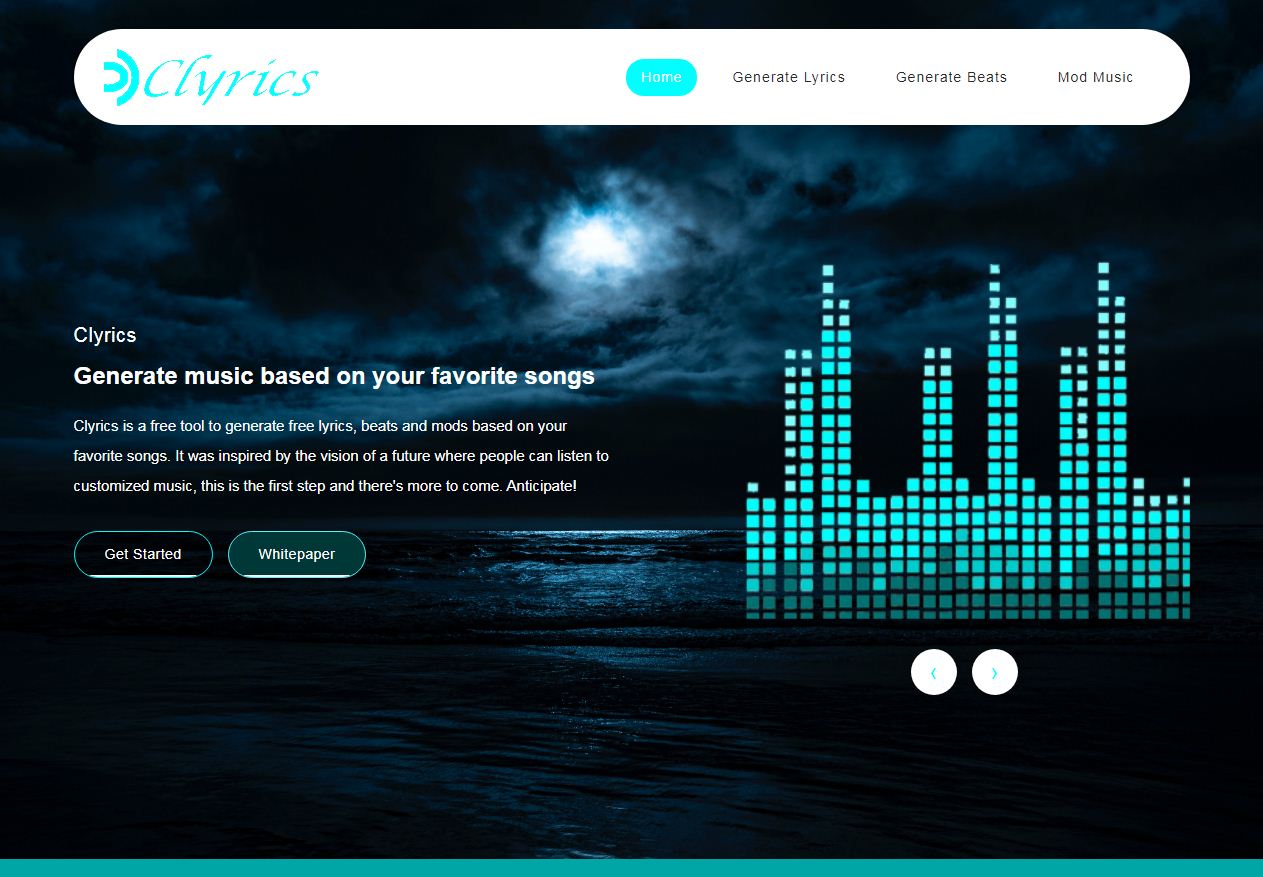 Clyrics
Home
Generate Lyrics
Generate Beats
Mod Music
Clyrics
Generate music based on your favorite songs
Clyrics is a free tool to generate free lyrics, beats and mods based on your
favorite songs. It was inspired by the vision of a future where people can listen to
customized music, this is the first step and there's more to come. Anticipate!
Get Started
Whitepaper